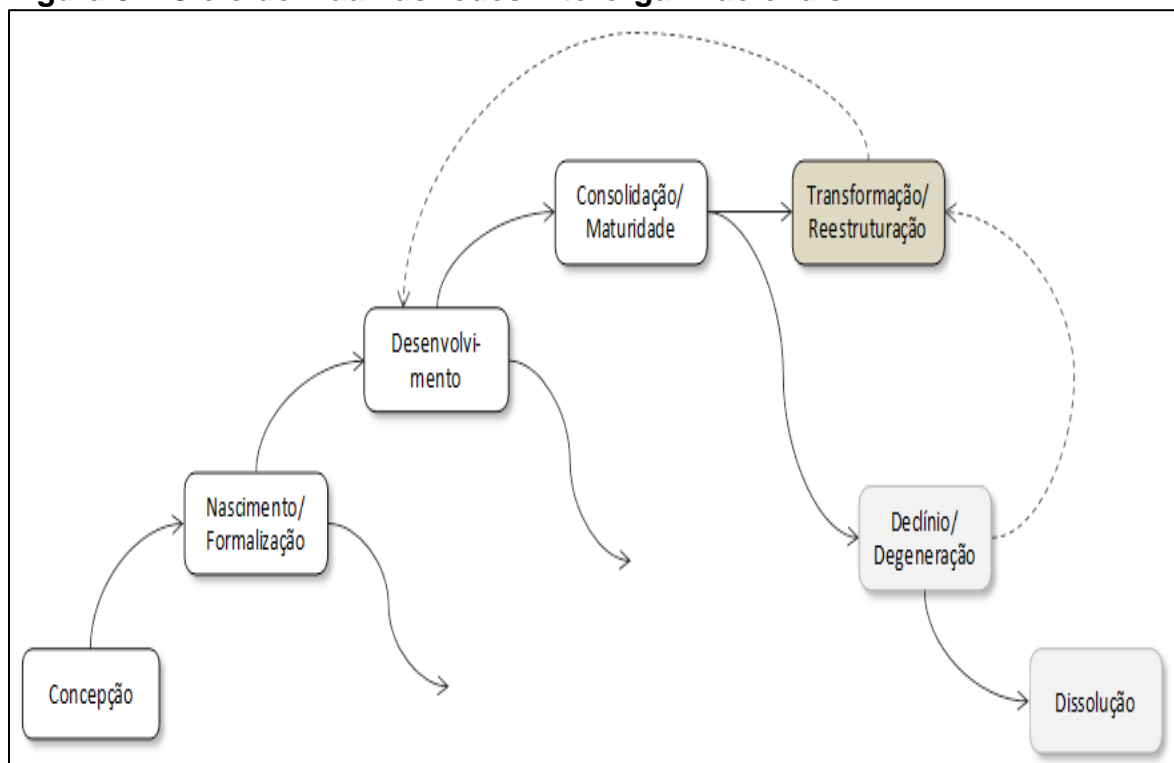 Consolidação/
Maturidade
Transformação/
Reestruturação
Desenvolvi-
mento
Nascimento/
Formalização
Declínio/
Degeneração
Concepção
Dissolução